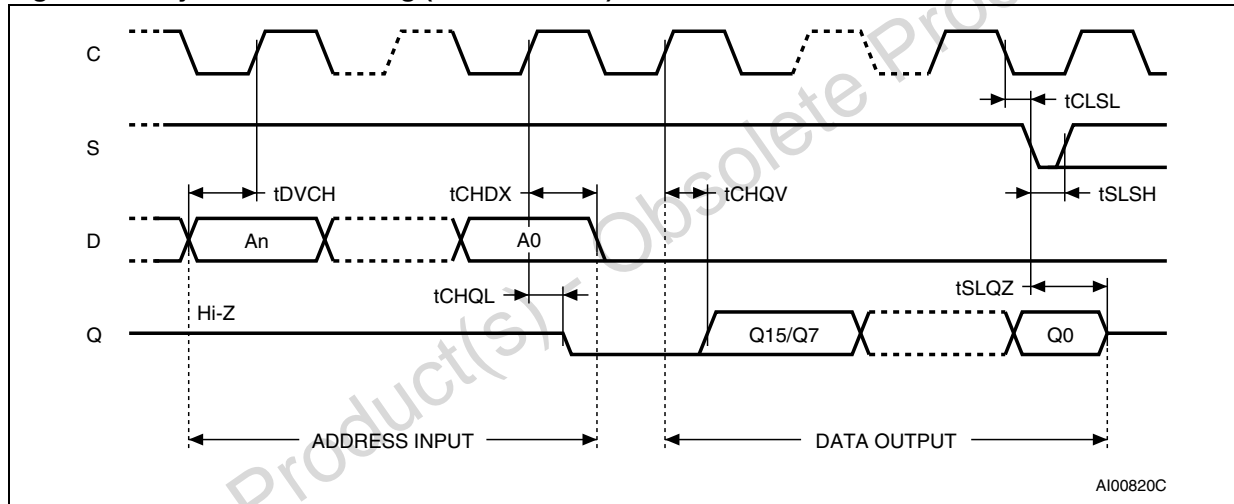 C
tCLSL
S
tDVCH
tCHDX
tCHQV
tSLSH
D
An
A0
tCHQL
tSLQZ
Hi-Z
Q
Q15/Q7
Q0
ADDRESS INPUT
DATA OUTPUT
AI00820C
Product(s) - Obsolete